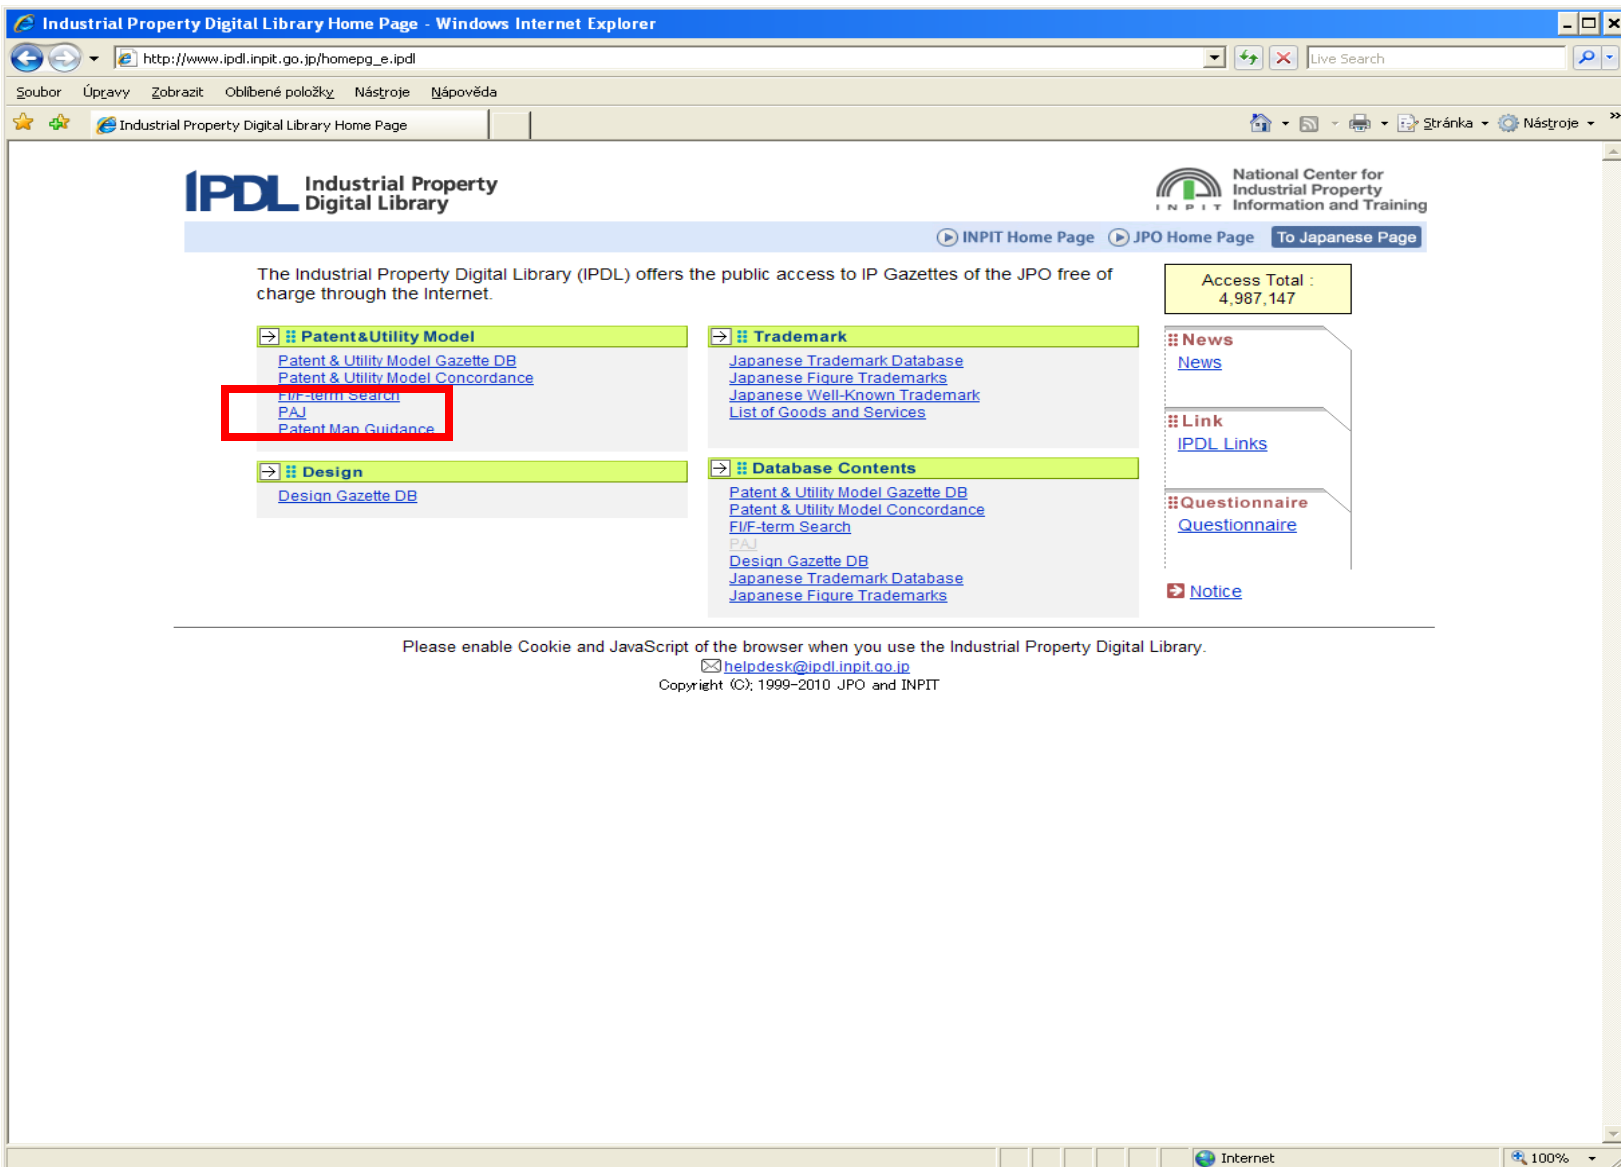 Industrial Property Digital Library Home Page - Windows Internet Explorer
http://www.ipdl.inpit.go.jp/homepg_e.ipdl
Live Search
Soubor Úpravy Zobrazit Oblíbené položky Nástroje Nápověda
Industrial Property Digital Library Home Page
Stránka Nástroje »
IPDL Industrial Property Digital Library
INPIT National Center for Industrial Property Information and Training
INPIT Home Page JPO Home Page To Japanese Page
The Industrial Property Digital Library (IPDL) offers the public access to IP Gazettes of the JPO free of
charge through the Internet.
Access Total :
4,987,147
Patent&Utility Model
Patent & Utility Model Gazette DB
Patent & Utility Model Concordance
FI/F-term Search
PAJ
Patent Map Guidance
Design
Design Gazette DB
Trademark
Japanese Trademark Database
Japanese Figure Trademarks
Japanese Well-Known Trademark
List of Goods and Services
Database Contents
Patent & Utility Model Gazette DB
Patent & Utility Model Concordance
FI/F-term Search
PAJ
Design Gazette DB
Japanese Trademark Database
Japanese Figure Trademarks
News
News
Link
IPDL Links
Questionnaire
Questionnaire
Notice
Please enable Cookie and JavaScript of the browser when you use the Industrial Property Digital Library.
helpdesk@ipdl.inpit.go.jp
Copyright (C); 1999-2010 JPO and INPIT
Internet
100%